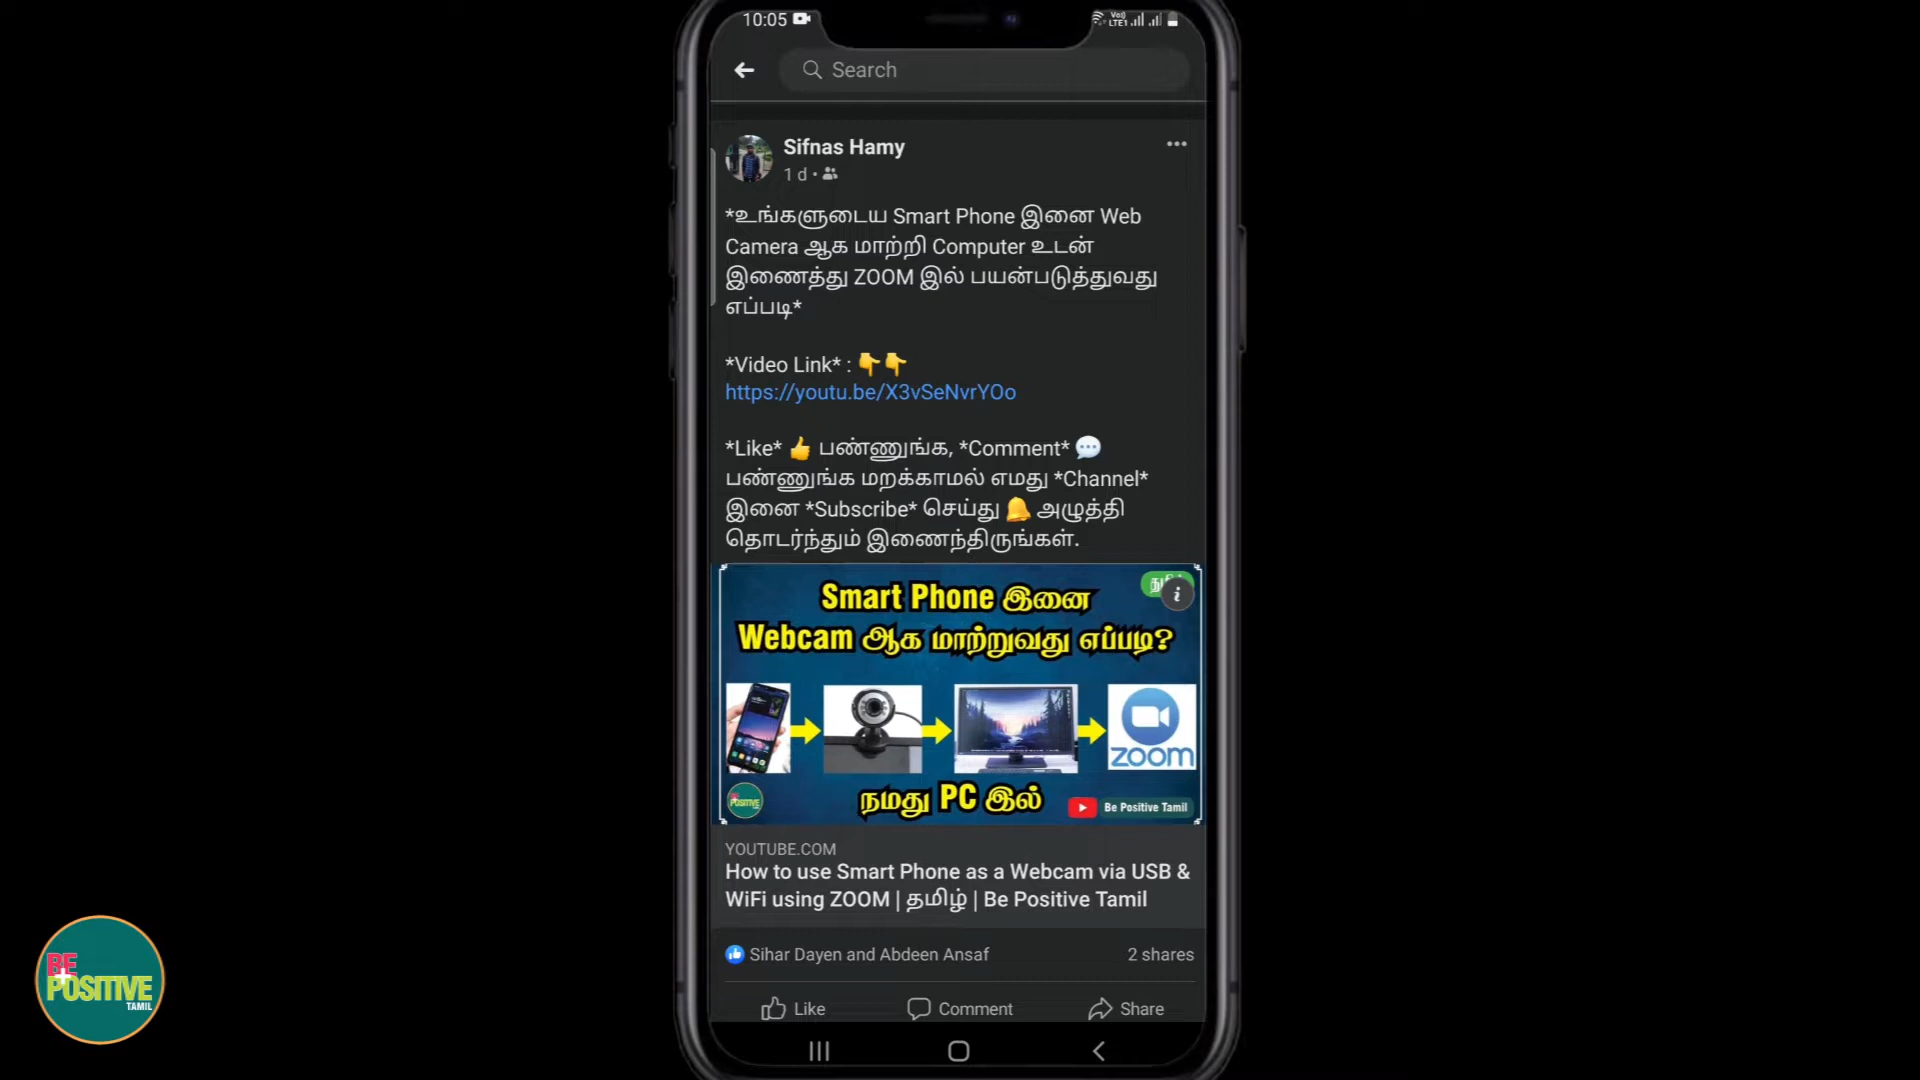 10:05
Vo)
LTE1
Search
Sifnas Hamy
1 d
*உங்களுடைய Smart Phone இனை Web
Camera ஆக மாற்றி Computer உடன்
இணைத்து ZOOM இல் பயன்படுத்துவது
எப்படி*
*Video Link* : 👇👇
https://youtu.be/X3vSeNvrYOo
*Like* 👍 பண்ணுங்க, *Comment* 💬
பண்ணுங்க மறக்காமல் எமது *Channel*
இனை *Subscribe* செய்து 🔔 அழுத்தி
தொடர்ந்தும் இணைந்திருங்கள்.
Smart Phone இனை
Webcam ஆக மாற்றுவது எப்படி?
zoom
நமது PC இல்
POSITIVE
Be Positive Tamil
YOUTUBE.COM
How to use Smart Phone as a Webcam via USB &
WiFi using ZOOM | தமிழ் | Be Positive Tamil
Sihar Dayen and Abdeen Ansaf
2 shares
Like
Comment
Share
BE
POSITIVE
TAMIL